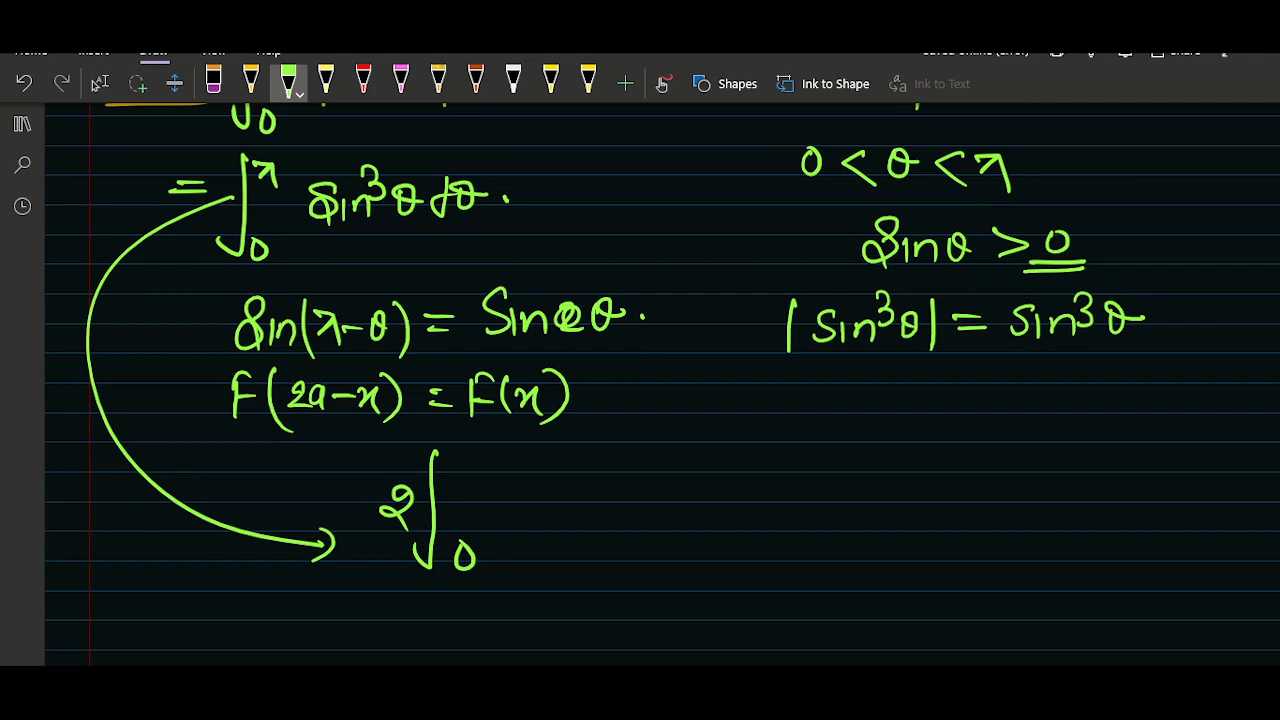 Shapes Ink to Shape Ink to Text
= ∫₀^π sin³θ dθ.
0 < θ < π
sinθ > 0
sin(π-θ) = sin θ.
|sin³θ| = sin³θ
F(2a-x) = F(x)
2∫₀